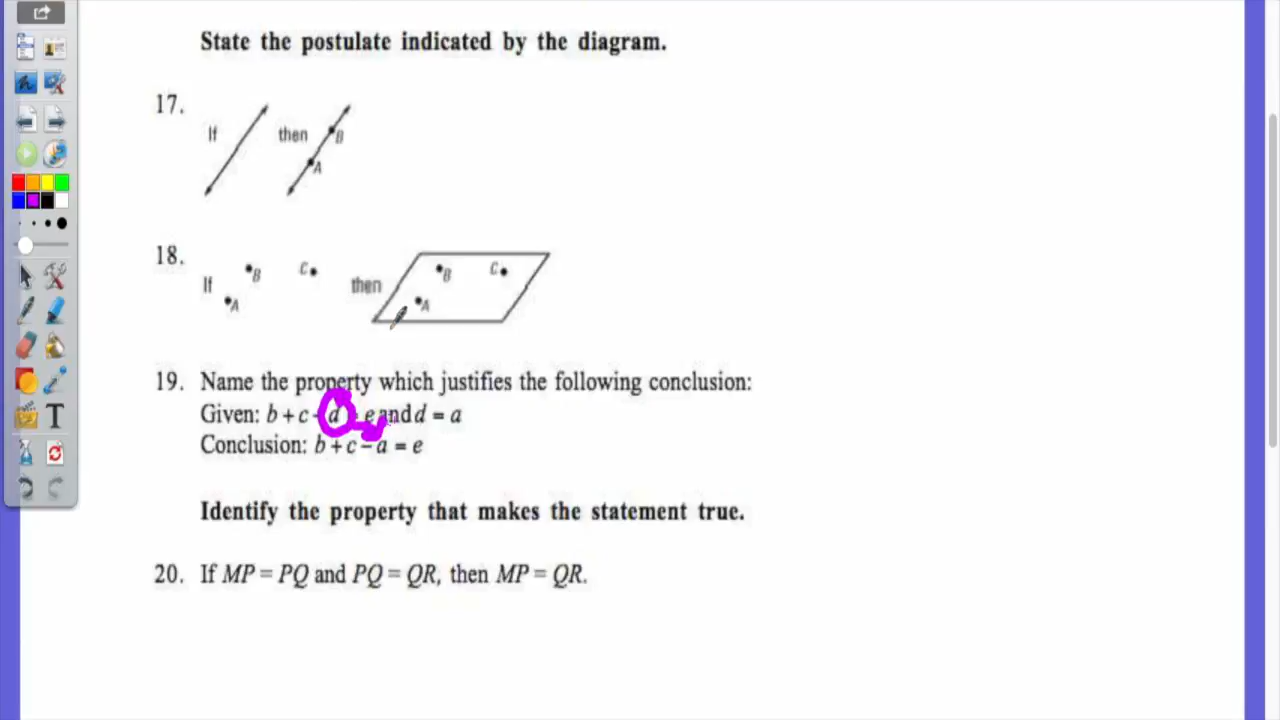 State the postulate indicated by the diagram.
17.
If then B
A
18.
If B C A then B C A
19. Name the property which justifies the following conclusion:
Given: b + c - d = e and d = a
Conclusion: b + c − a = e
Identify the property that makes the statement true.
20. If MP = PQ and PQ = QR, then MP = QR.
T